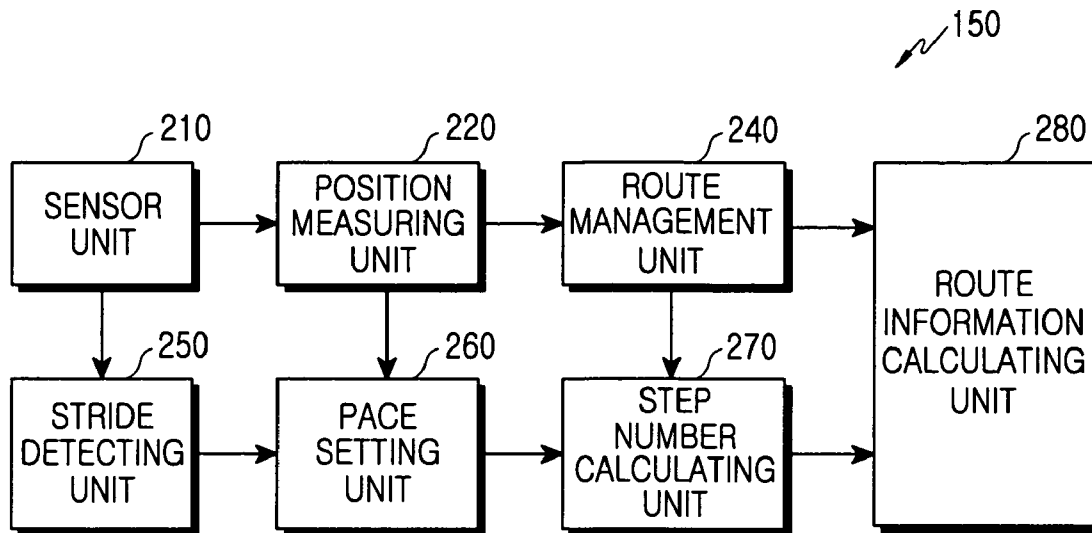 150
210
SENSOR
UNIT
220
POSITION
MEASURING
UNIT
240
ROUTE
MANAGEMENT
UNIT
280
ROUTE
INFORMATION
CALCULATING
UNIT
250
STRIDE
DETECTING
UNIT
260
PACE
SETTING
UNIT
270
STEP
NUMBER
CALCULATING
UNIT